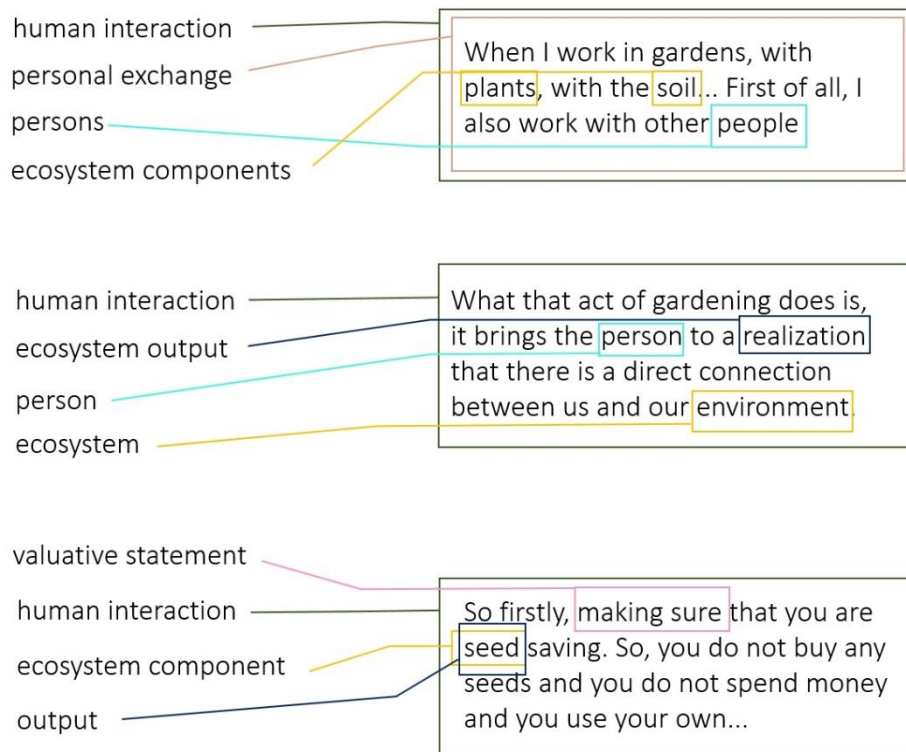 human interaction
personal exchange
persons
ecosystem components
When I work in gardens, with
plants, with the soil... First of all, I
also work with other people
human interaction
ecosystem output
person
ecosystem
What that act of gardening does is,
it brings the person to a realization
that there is a direct connection
between us and our environment.
valuative statement
human interaction
ecosystem component
output
So firstly, making sure that you are
seed saving. So, you do not buy any
seeds and you do not spend money
and you use your own...